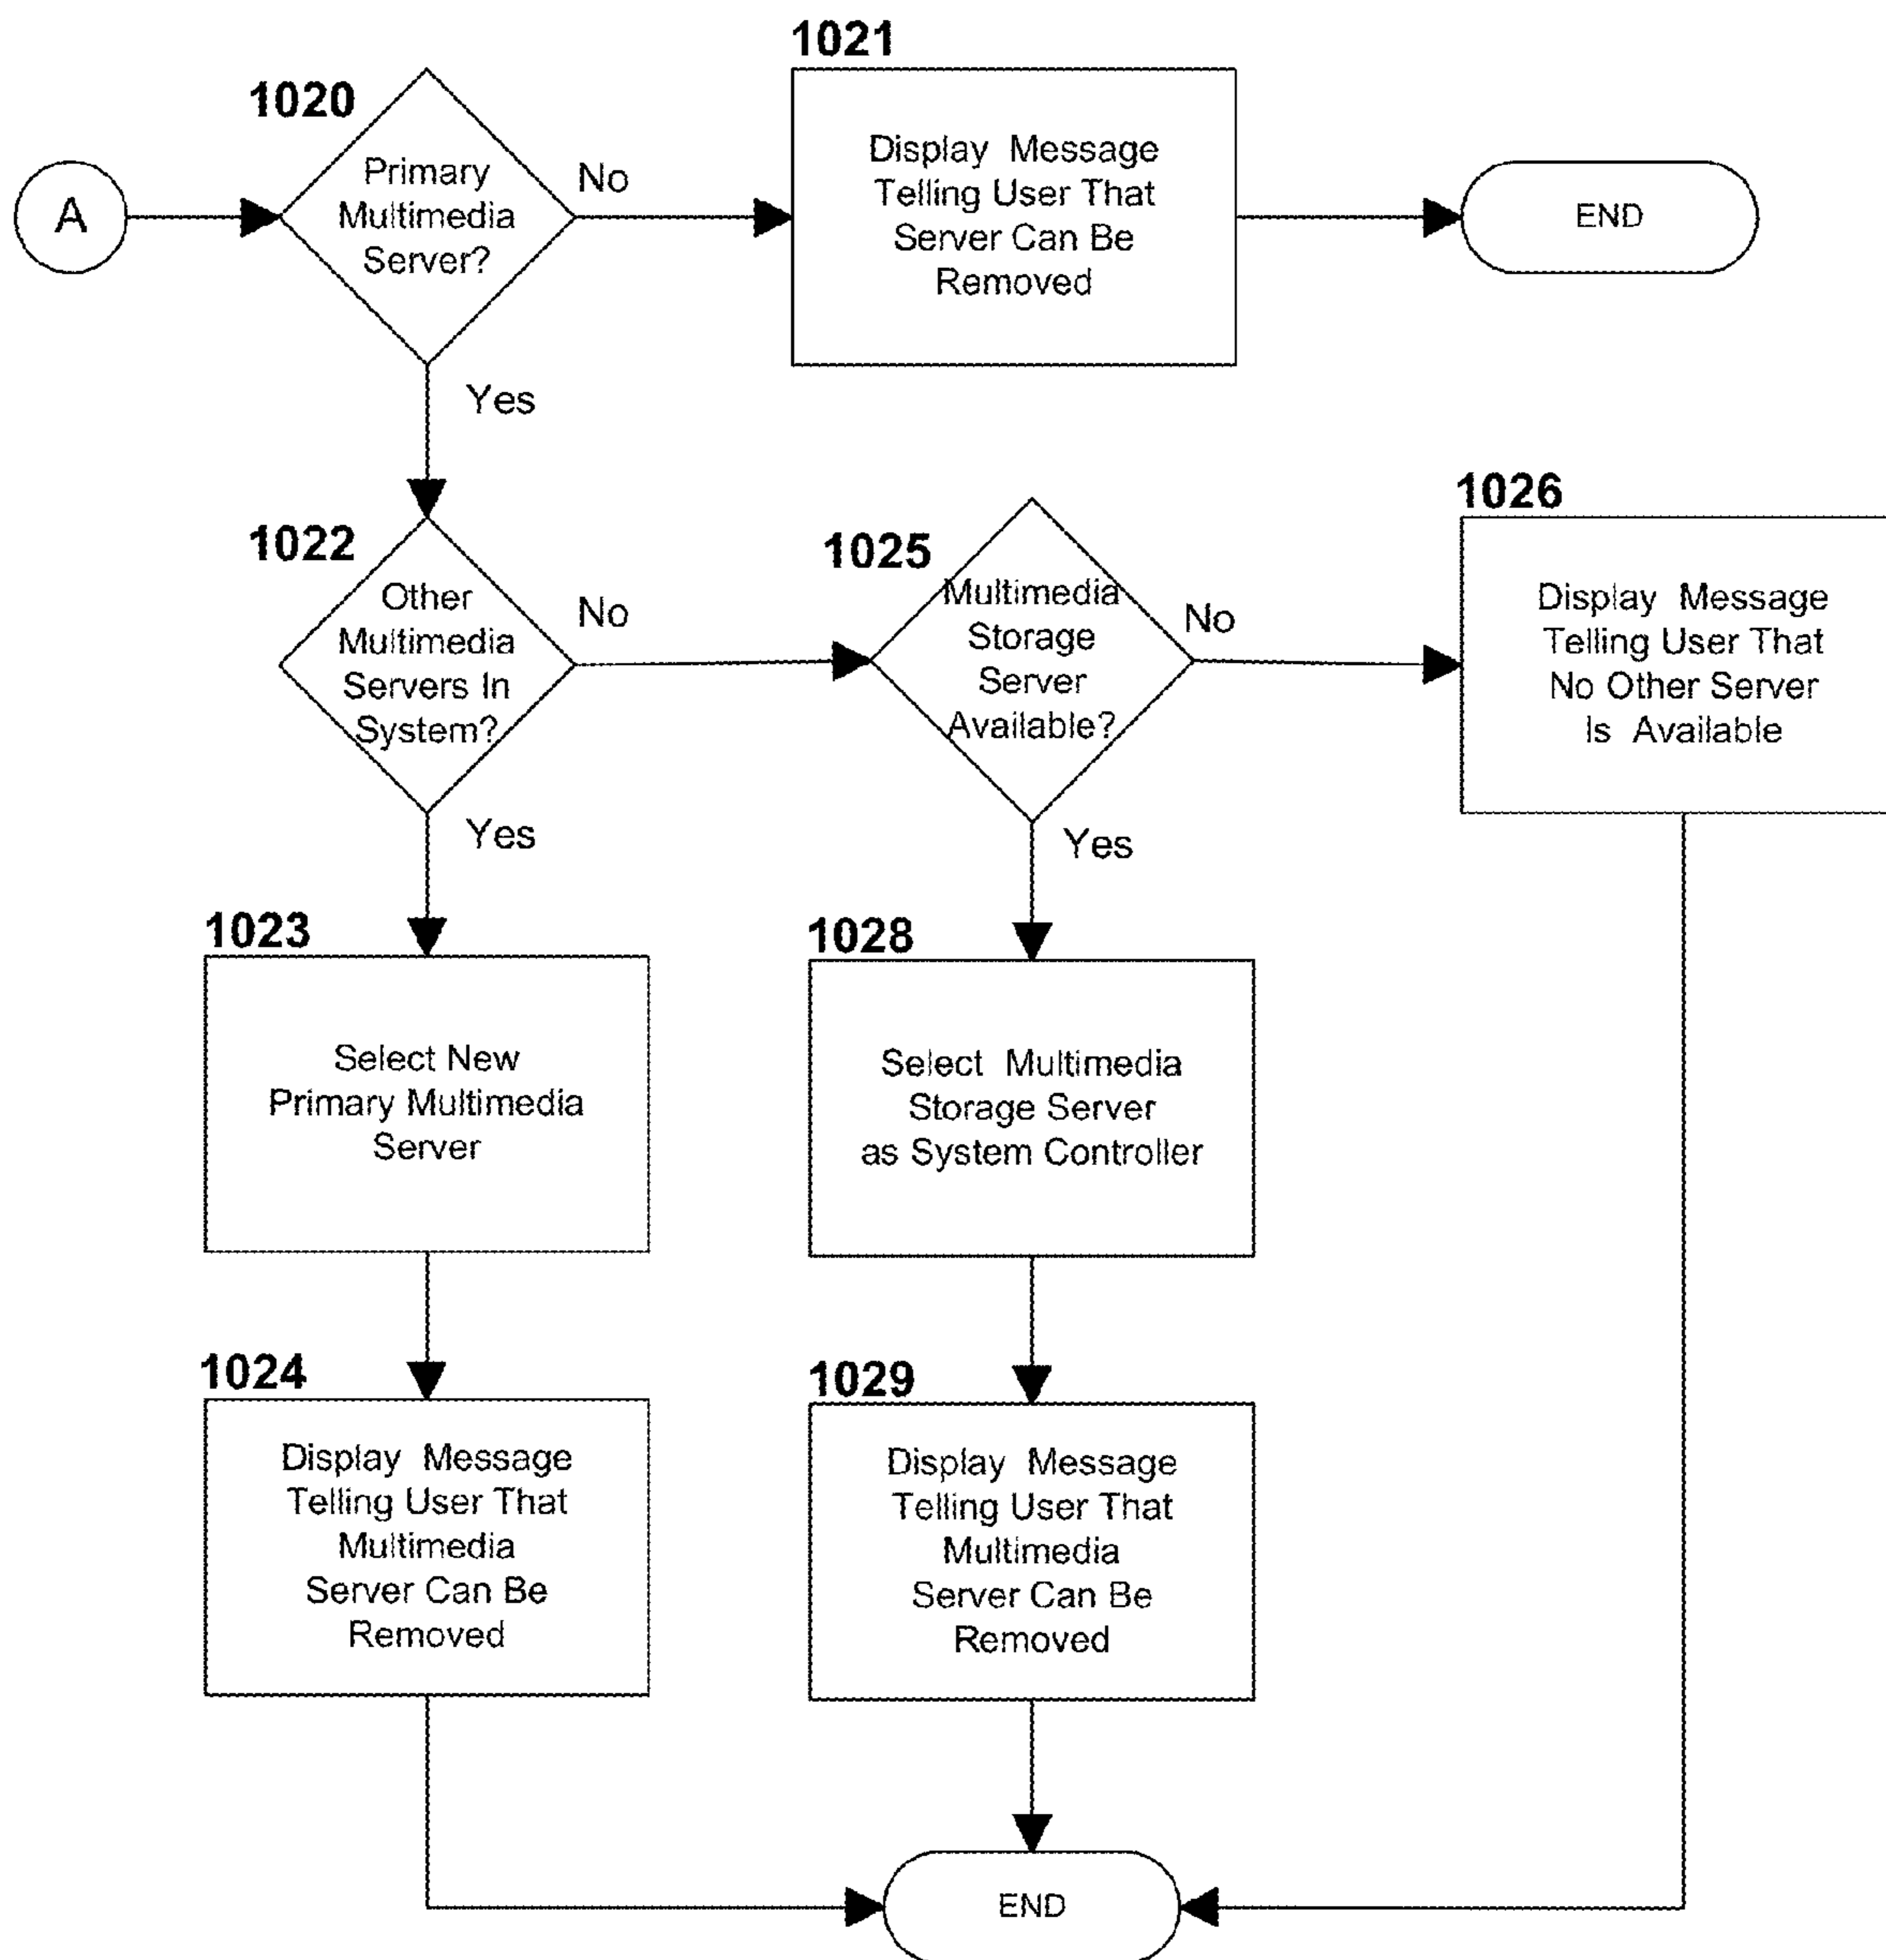 1021
1020
Primary
Multimedia
Server?
No
Display Message
Telling User That
Server Can Be
Removed
A
END
Yes
1022
Other
Multimedia
Servers In
System?
No
1025
Multimedia
Storage
Server
Available?
No
1026
Display Message
Telling User That
No Other Server
Is Available
Yes
Yes
1023
Select New
Primary Multimedia
Server
1028
Select Multimedia
Storage Server
as System Controller
1024
Display Message
Telling User That
Multimedia
Server Can Be
Removed
1029
Display Message
Telling User That
Multimedia
Server Can Be
Removed
END